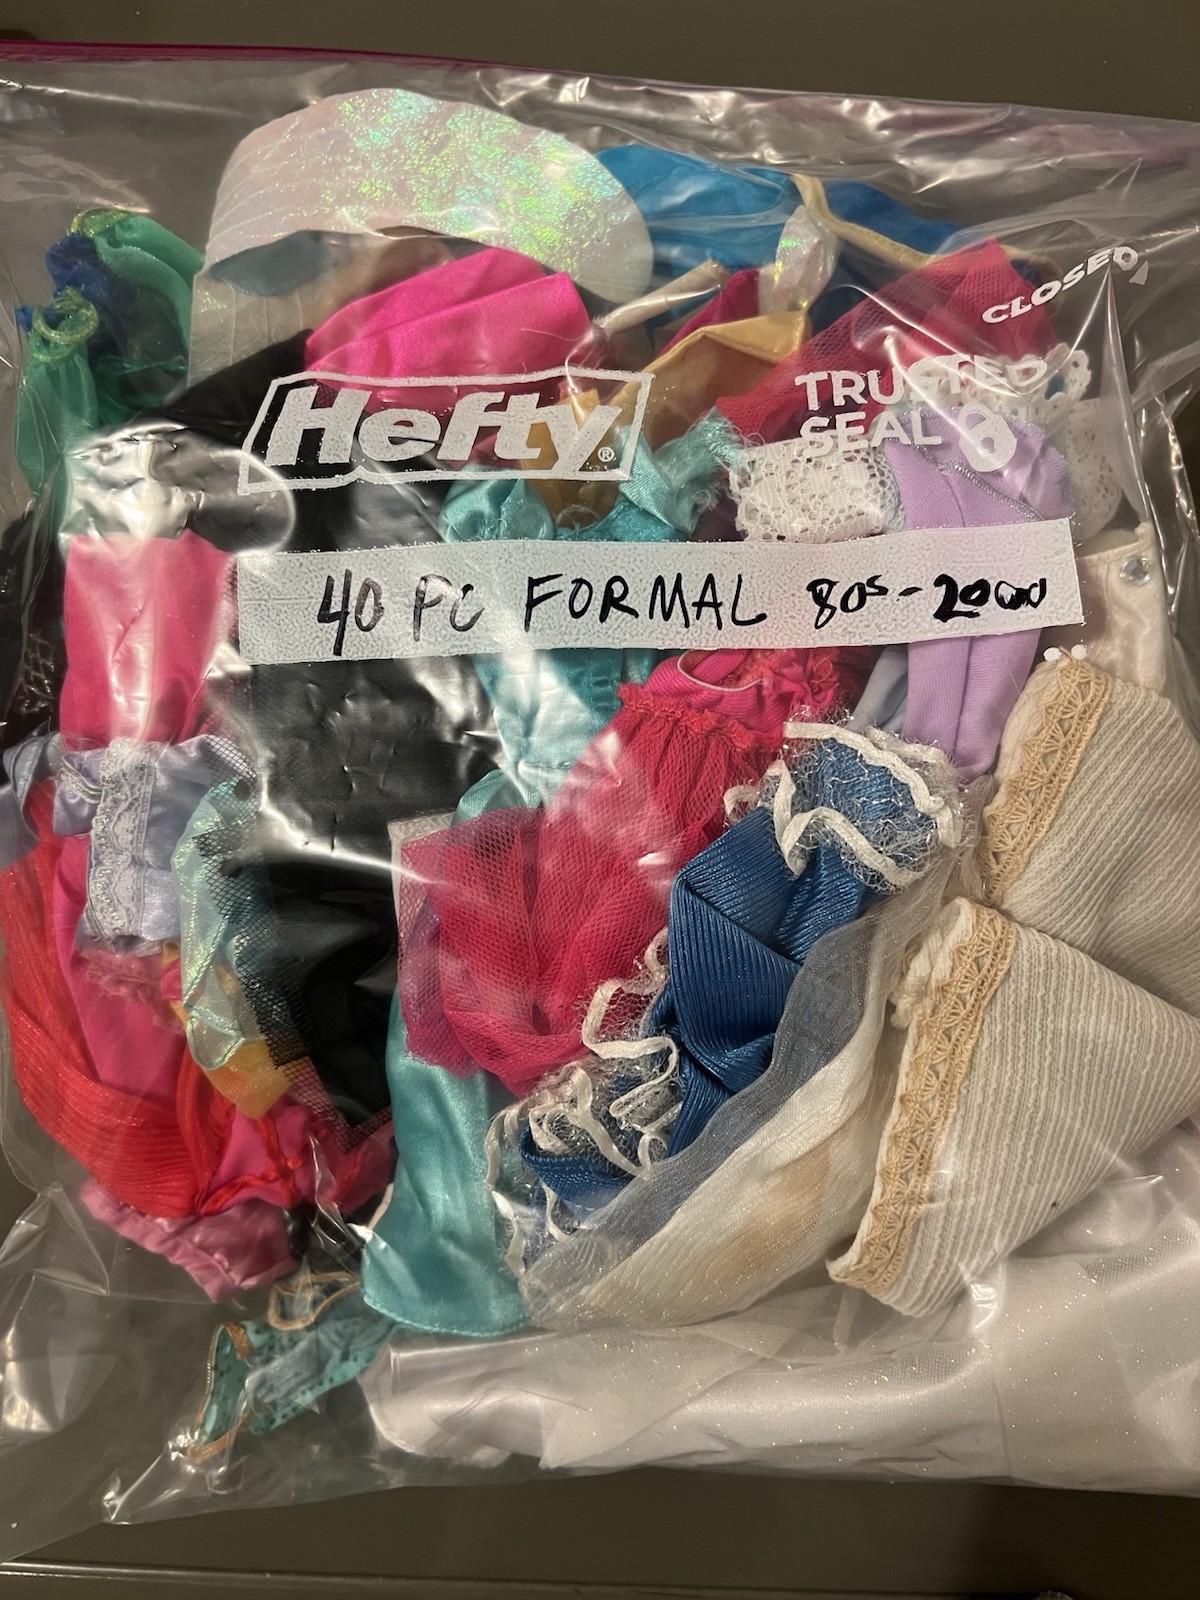 CLOSED
Hefty®
TRUSTED
SEAL
40 PC FORMAL 80s-2000